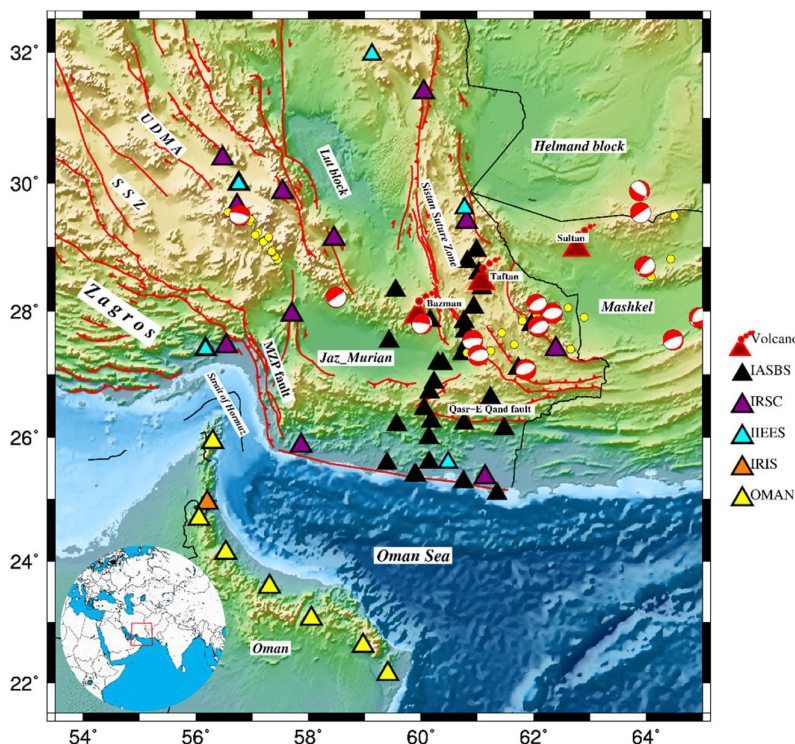 32°
30°
28°
26°
24°
22°
54°
56°
58°
60
62°
64°
UDMA
SSZ
Lut block
Helmand block
Sistan Suture Zone
Sultan
Taftan
Bazman
Mashkel
Zagros
MZP fault
Jaz_Murian
Strait of Hormuz
Qasr-E Qand fault
Oman Sea
Oman
Volcano
IASBS
IRSC
IIEES
IRIS
OMAN